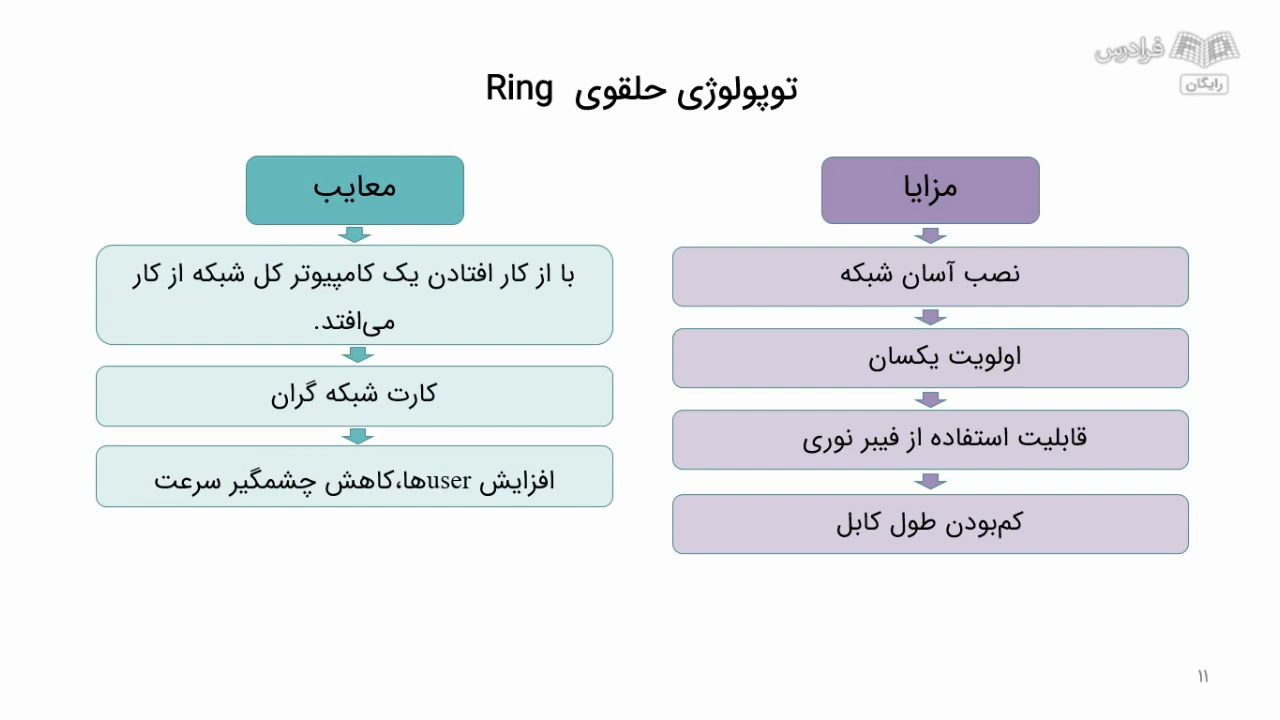 فرادرس
رایگان
توپولوژی حلقوی Ring
مزایا
نصب آسان شبکه
اولویت یکسان
قابلیت استفاده از فیبر نوری
کم‌بودن طول کابل
معایب
با از کار افتادن یک کامپیوتر کل شبکه از کار
می‌افتد.
کارت شبکه گران
افزایش userها،کاهش چشمگیر سرعت
۱۱